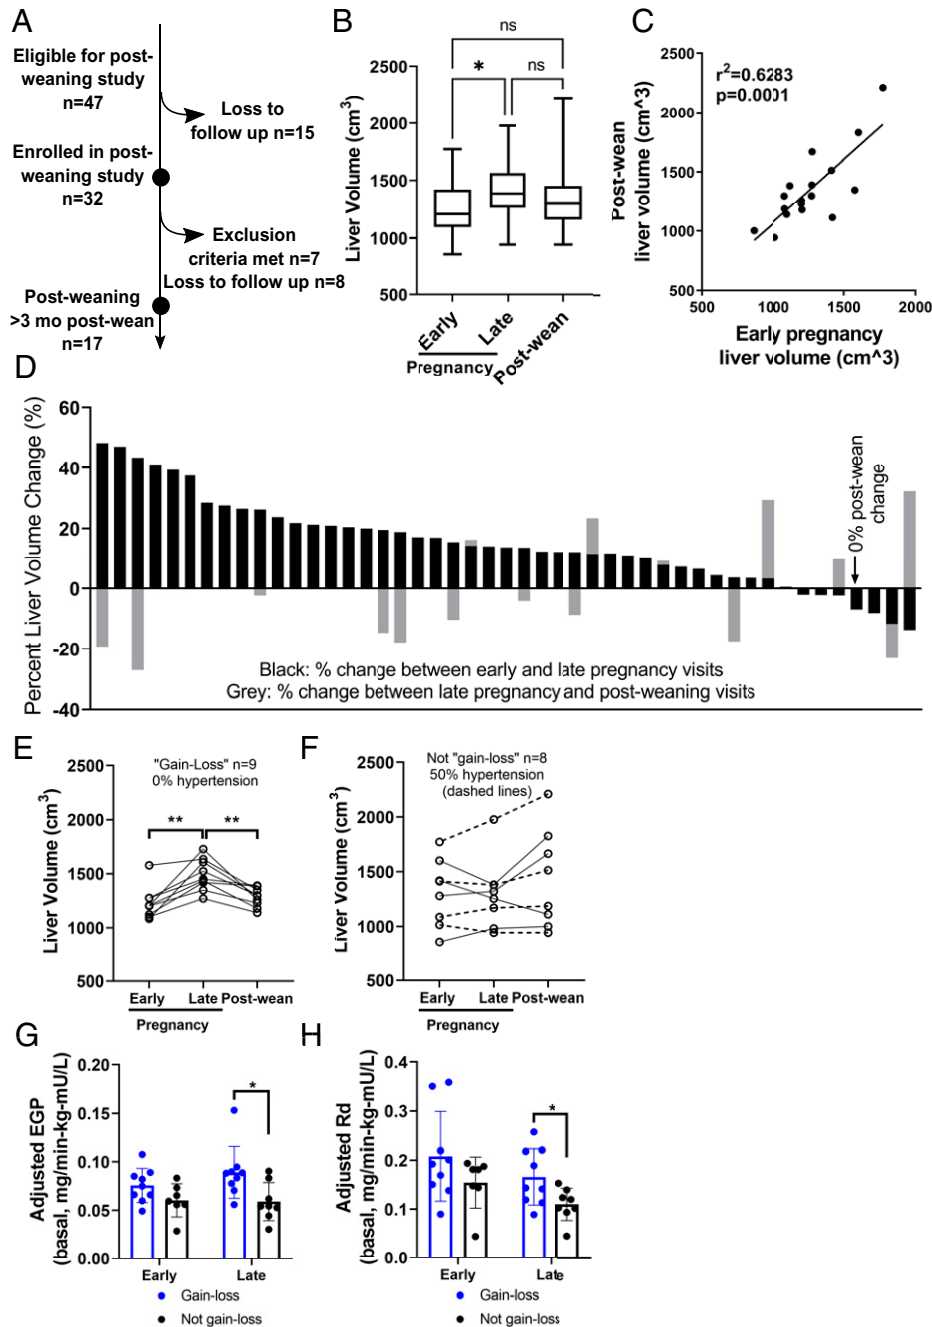 A
Eligible for post-
weaning study
n=47
Loss to
follow up n=15
Enrolled in post-
weaning study
n=32
Exclusion
criteria met n=7
Loss to follow up n=8
Post-weaning
>3 mo post-wean
n=17
B
Liver Volume (cm³)
2500
2000
1500
1000
500
ns
*
ns
Early
Late
Post-wean
Pregnancy
C
Post-wean
liver volume (cm^3)
2500
2000
1500
1000
500
r²=0.6283
p=0.0001
500
1000
1500
2000
Early pregnancy
liver volume (cm^3)
D
Percent Liver Volume Change (%)
60
40
20
0
-20
-40
0% post-wean
change
Black: % change between early and late pregnancy visits
Grey: % change between late pregnancy and post-weaning visits
E
Liver Volume (cm³)
2500
2000
1500
1000
500
"Gain-Loss" n=9
0% hypertension
**
**
Early
Late
Post-wean
Pregnancy
F
Liver Volume (cm³)
2500
2000
1500
1000
500
Not "gain-loss" n=8
50% hypertension
(dashed lines)
Early
Late
Post-wean
Pregnancy
G
Adjusted EGP
(basal, mg/min-kg-mU/L)
0.20
0.15
0.10
0.05
0.00
*
Early
Late
Gain-loss
Not gain-loss
H
Adjusted Rd
(basal, mg/min-kg-mU/L)
0.4
0.3
0.2
0.1
0.0
*
Early
Late
Gain-loss
Not gain-loss